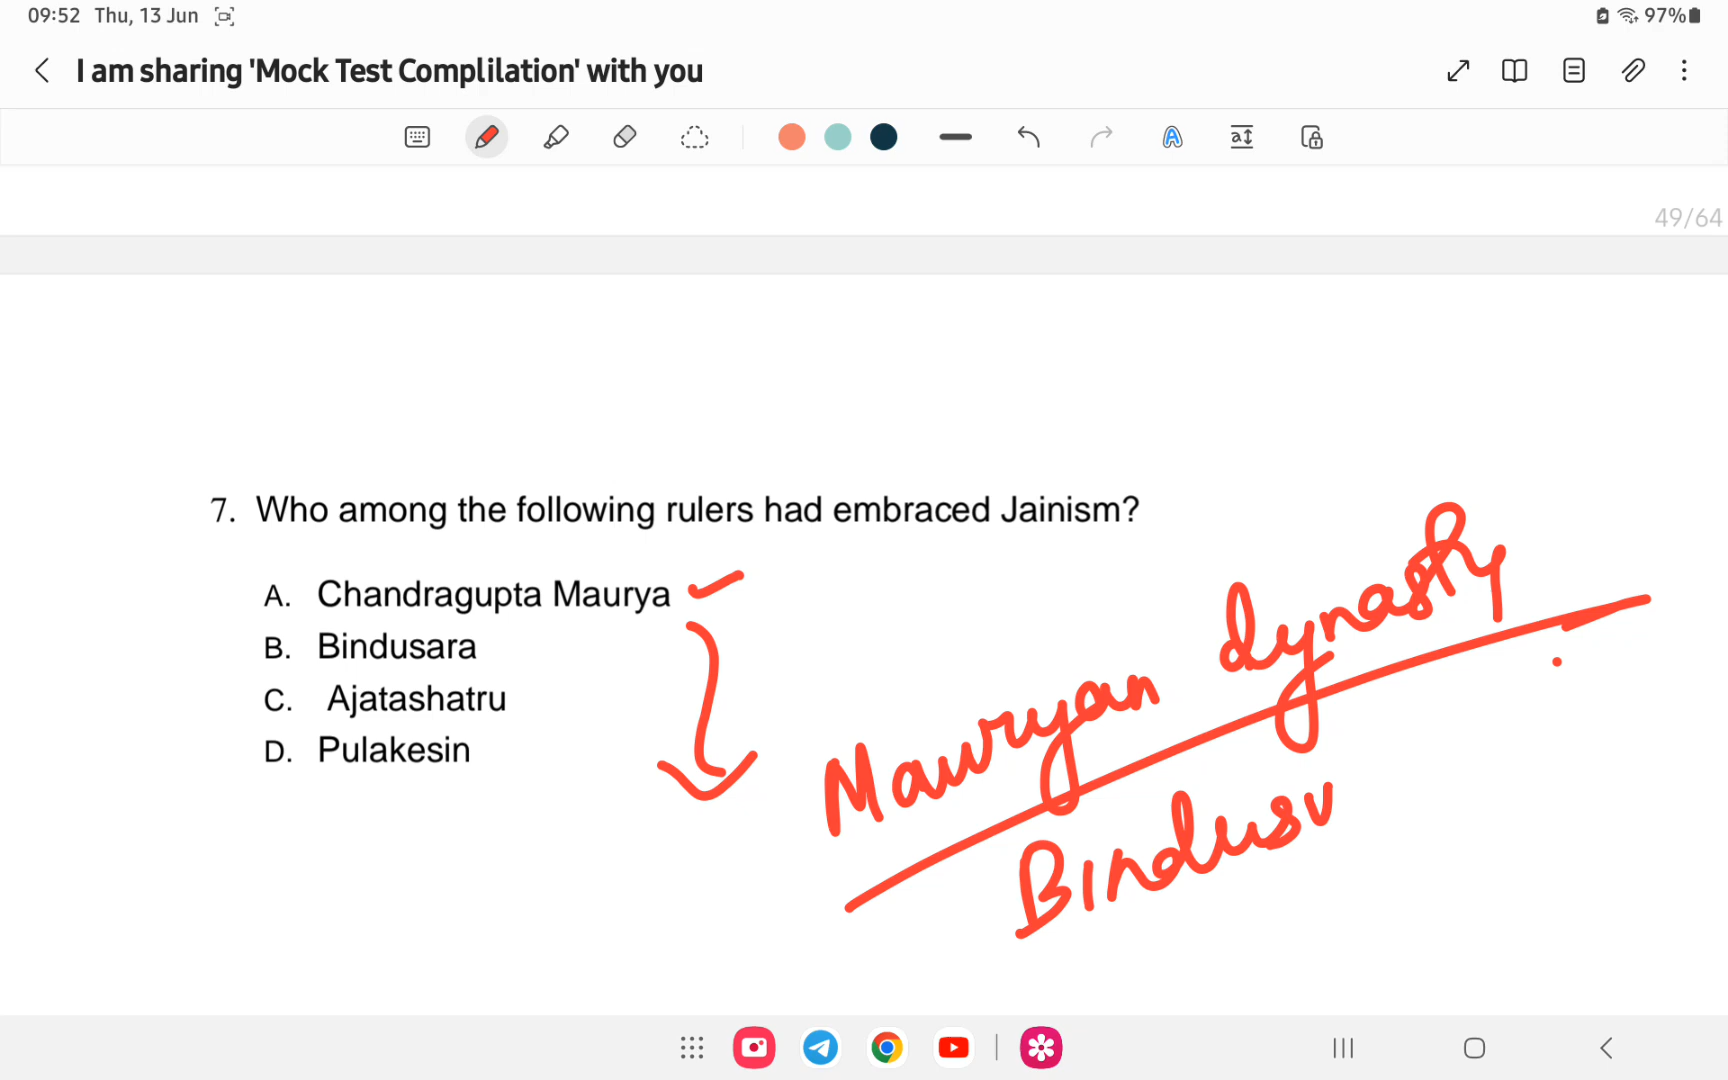 09:52 Thu, 13 Jun 97%
I am sharing 'Mock Test Complilation' with you
49/64
7. Who among the following rulers had embraced Jainism?
A. Chandragupta Maurya
B. Bindusara
C. Ajatashatru
D. Pulakesin
Mauryan dynasty
Bindusu